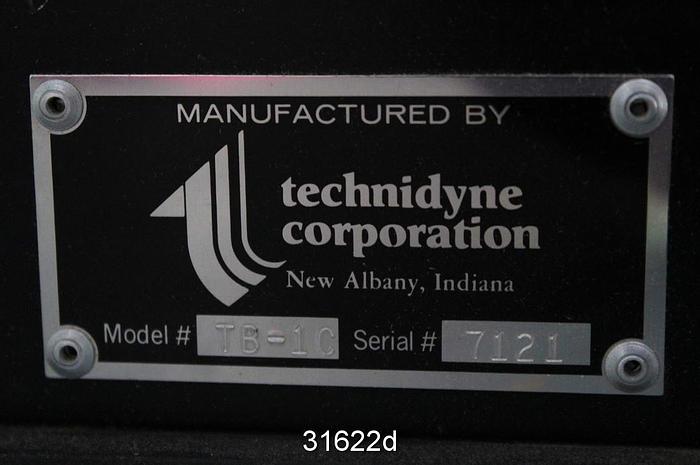 MANUFACTURED BY
technidyne
corporation
New Albany, Indiana
Model # TB-1C Serial # 7121
31622d